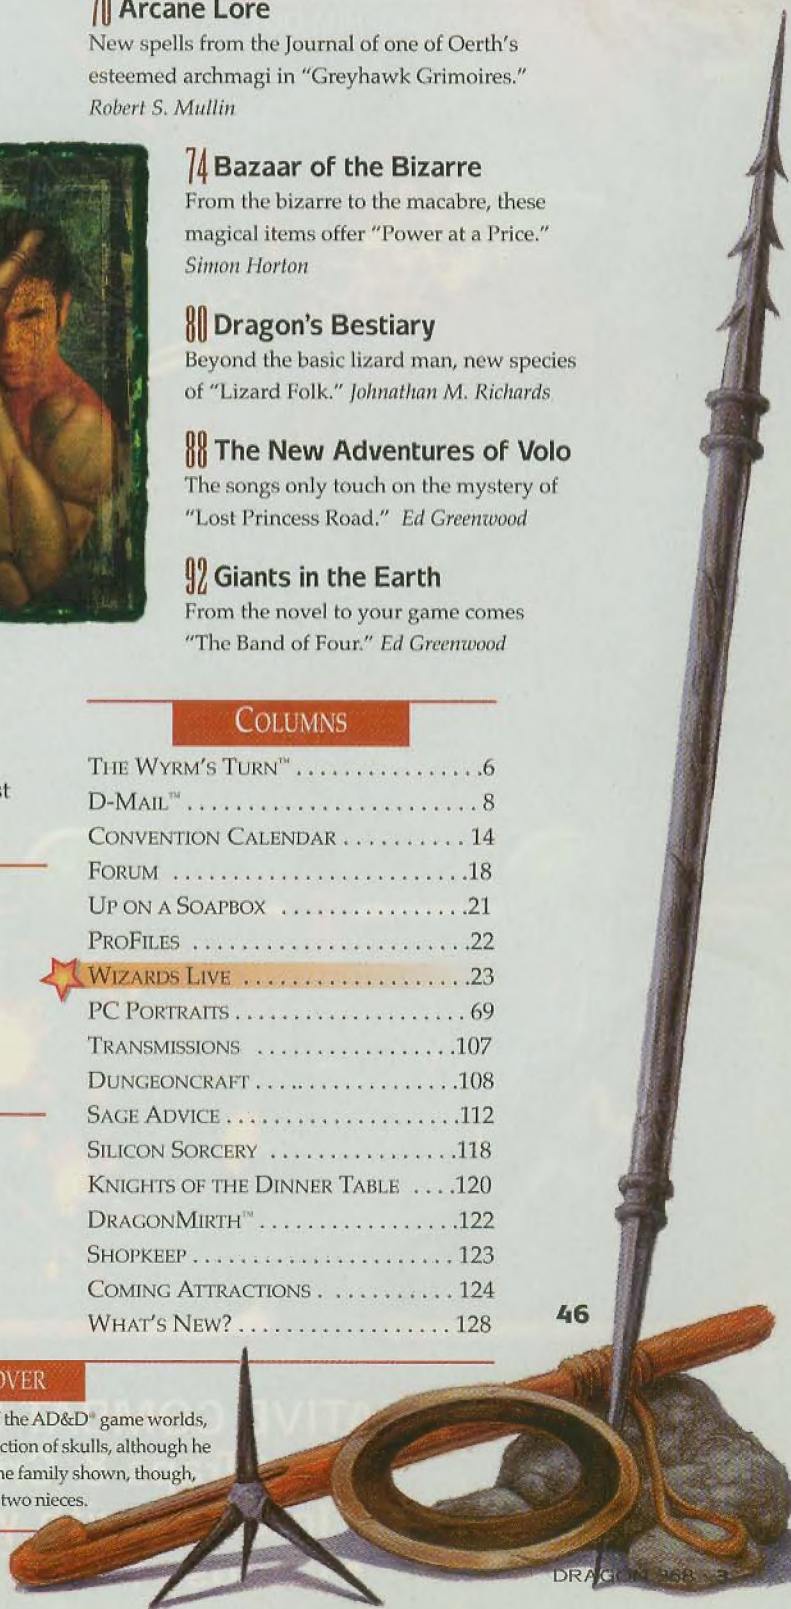 70 Arcane Lore
New spells from the Journal of one of Oerth's
esteemed archmagi in "Greyhawk Grimoires."
Robert S. Mullin
74 Bazaar of the Bizarre
From the bizarre to the macabre, these
magical items offer "Power at a Price."
Simon Horton
80 Dragon's Bestiary
Beyond the basic lizard man, new species
of "Lizard Folk." Johnathan M. Richards
88 The New Adventures of Volo
The songs only touch on the mystery of
"Lost Princess Road." Ed Greenwood
92 Giants in the Earth
From the novel to your game comes
"The Band of Four." Ed Greenwood
COLUMNS
THE WYRM'S TURN™ ................6
D-MAIL™ .........................8
CONVENTION CALENDAR .......... 14
FORUM .........................18
UP ON A SOAPBOX ................21
PROFILES .......................22
WIZARDS LIVE ...................23
PC PORTRAITS .................... 69
TRANSMISSIONS .................107
DUNGEONCRAFT .................108
SAGE ADVICE ....................112
SILICON SORCERY ................118
KNIGHTS OF THE DINNER TABLE ....120
DRAGONMIRTH™ .................122
SHOPKEEP ...................... 123
COMING ATTRACTIONS . ........... 124
WHAT'S NEW? .................. 128
46
the AD&D® game worlds,
ction of skulls, although he
family shown, though,
two nieces.
DRAGON 268 3